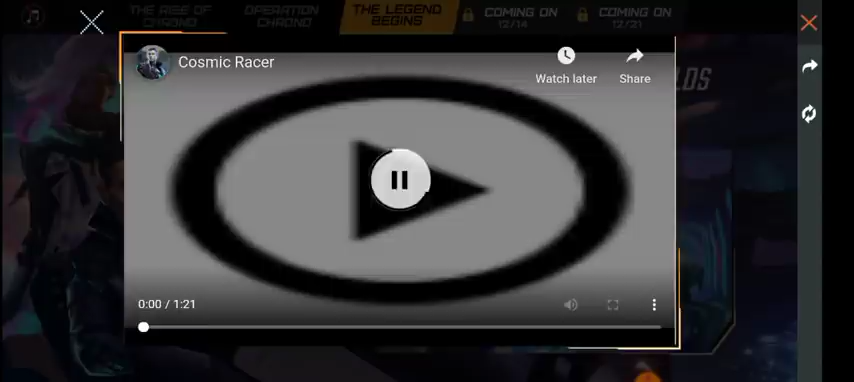 THE RISE OF
CHRONO
OPERATION
CHRONO
THE LEGEND
BEGINS
COMING ON
12/14
COMING ON
12/21
Cosmic Racer
Watch later
Share
LDS
0:00 / 1:21